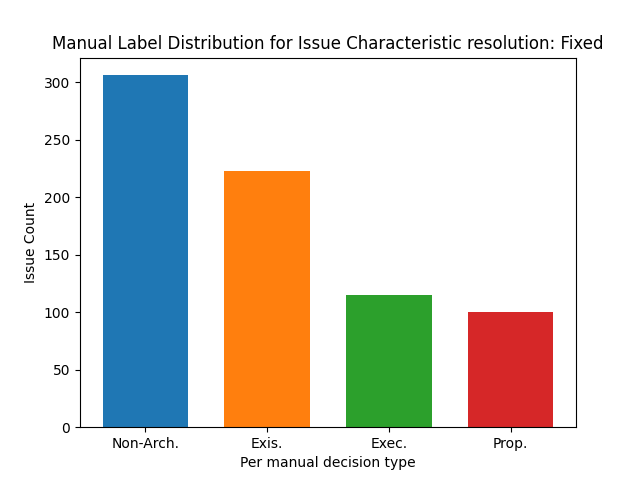 Manual Label Distribution for Issue Characteristic resolution: Fixed
300
250
200
150
100
50
0
Issue Count
Non-Arch.
Exis.
Exec.
Prop.
Per manual decision type